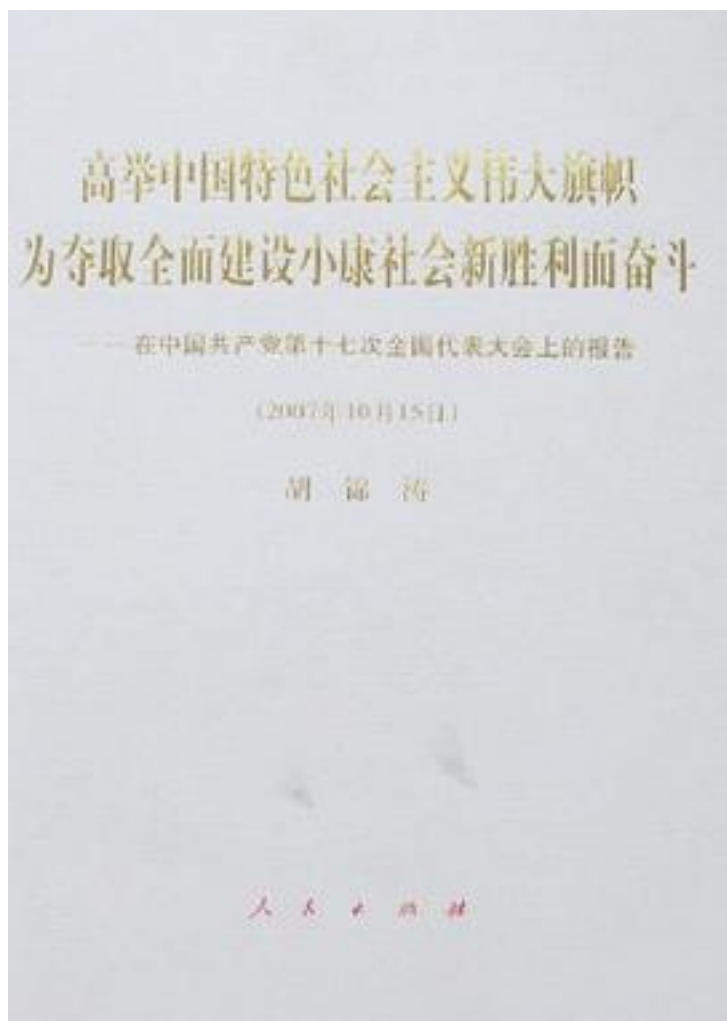 高举中国特色社会主义伟大旗帜
为夺取全面建设小康社会新胜利而奋斗
——在中国共产党第十七次全国代表大会上的报告
(2007年10月15日)
胡 锦 涛
人 民 出 版 社